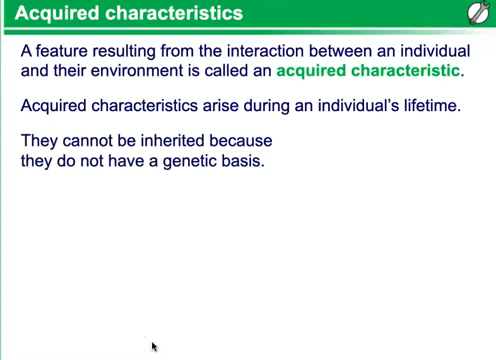 Acquired characteristics
A feature resulting from the interaction between an individual
and their environment is called an acquired characteristic.
Acquired characteristics arise during an individual's lifetime.
They cannot be inherited because
they do not have a genetic basis.